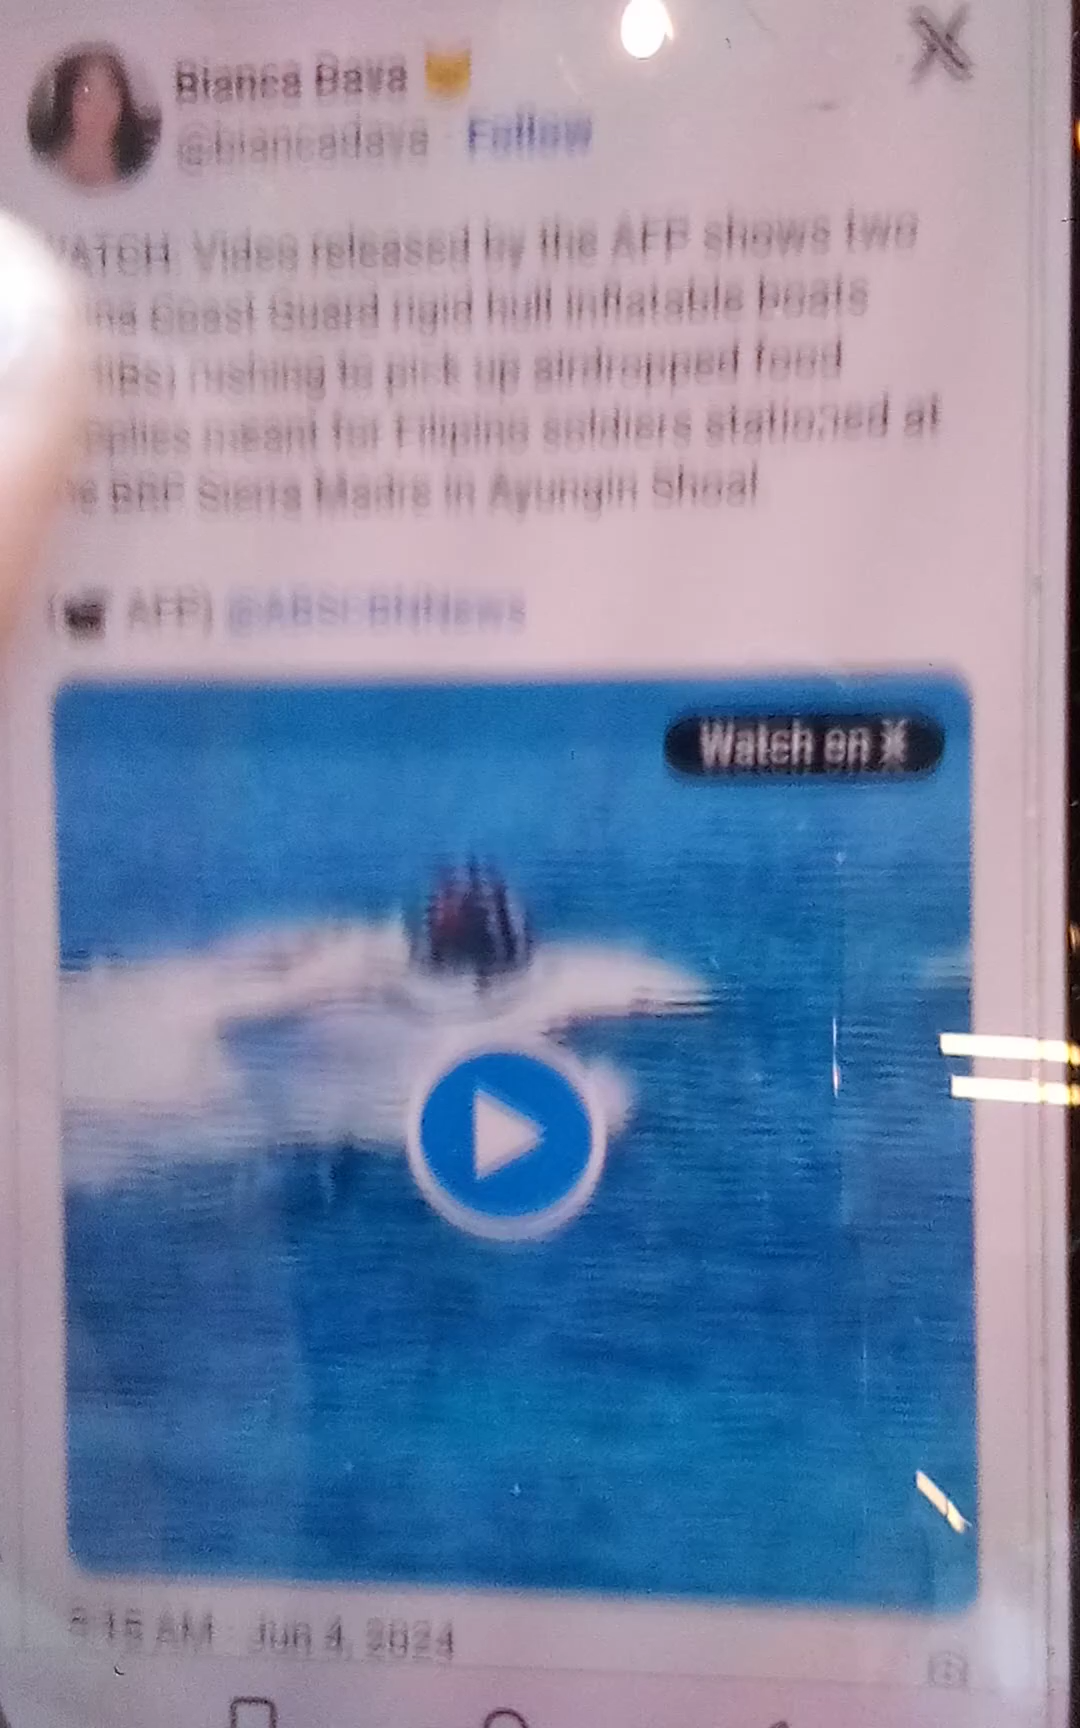 Bianca Dava
@biancadava · Follow
Video released by the AFP shows two
Coast Guard rigid hull inflatable boats
rushing to pick up airdropped food
meant for Filipino soldiers stationed at
BRP Sierra Madre in Ayungin Shoal
AFP) @ABSCBNNews
Watch on X
AM · Jun 4, 2024